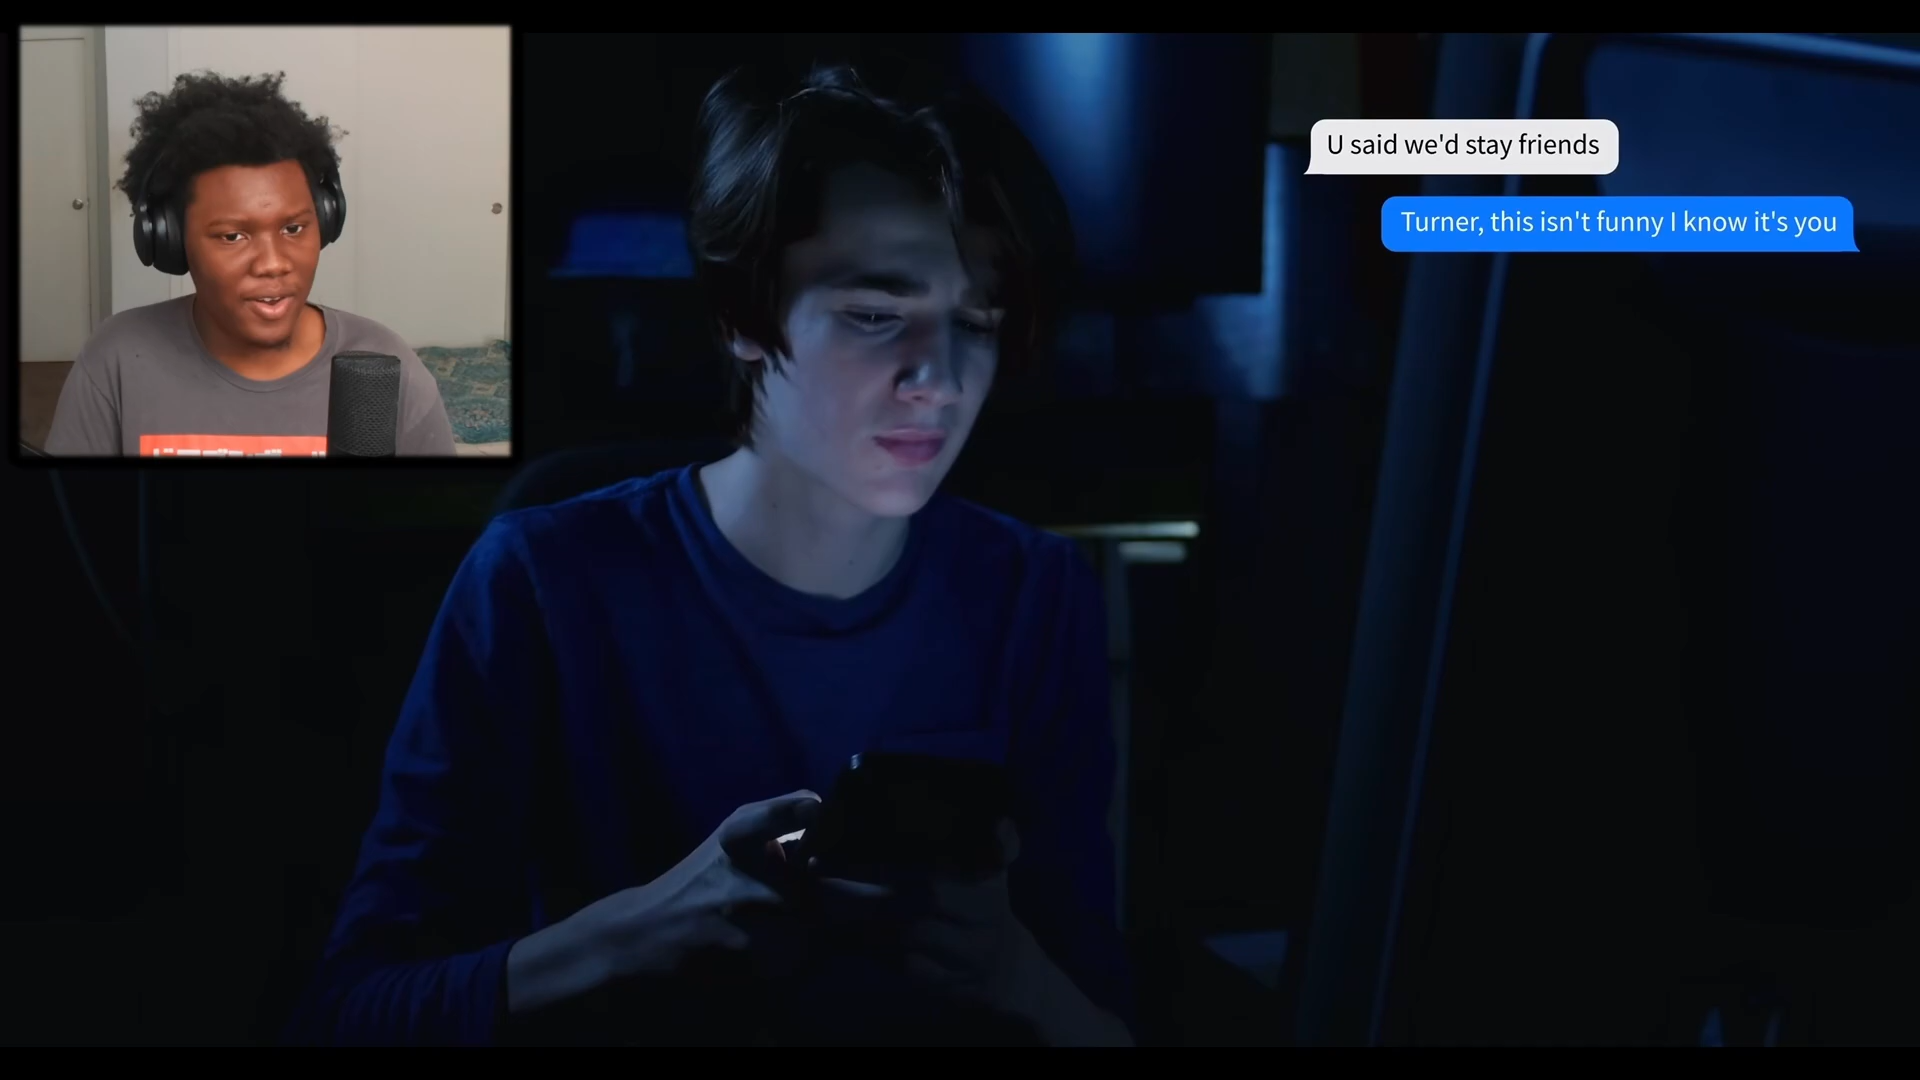 U said we'd stay friends
Turner, this isn't funny I know it's you